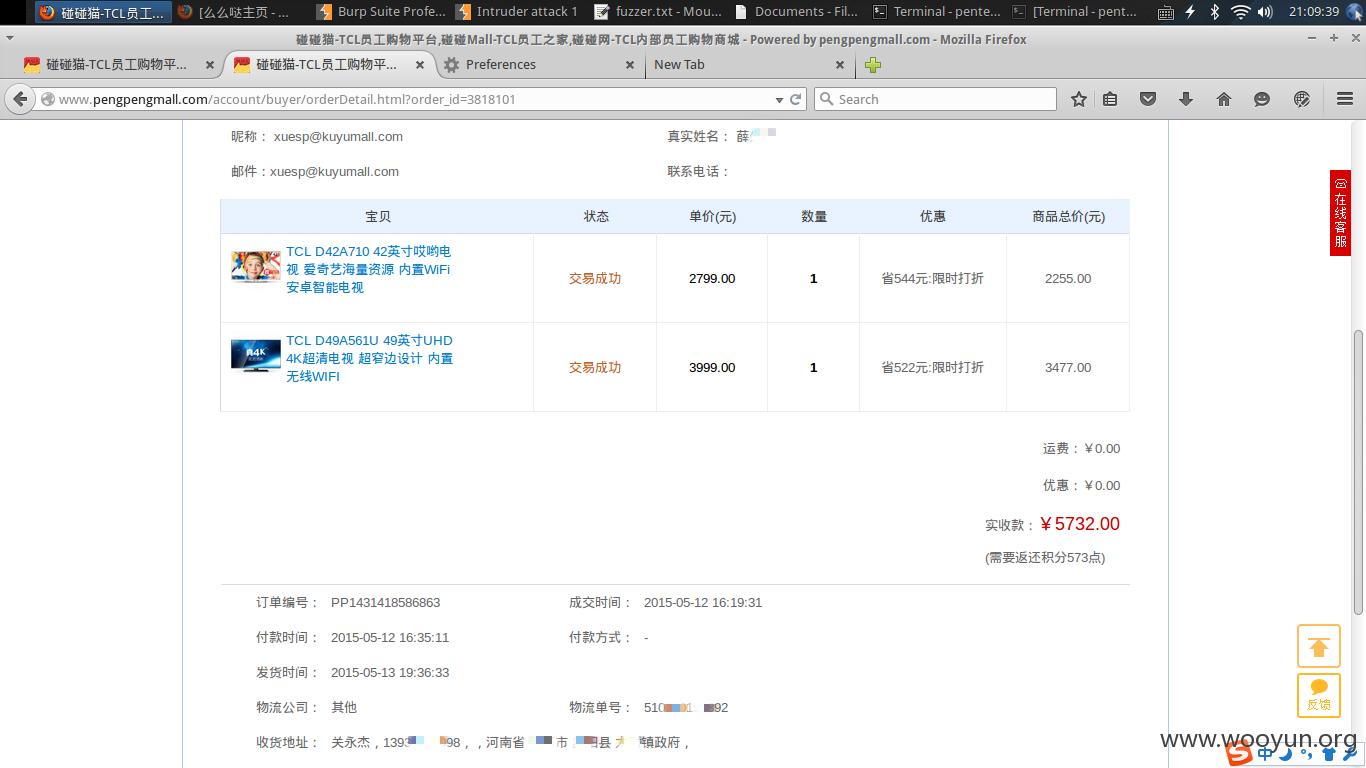 碰碰猫-TCL员工... [么么哒主页 - ... Burp Suite Profe... Intruder attack 1 fuzzer.txt - Mou... Documents - Fil... Terminal - pente... [Terminal - pent... 21:09:39
碰碰猫-TCL员工购物平台,碰碰Mall-TCL员工之家,碰碰网-TCL内部员工购物商城 - Powered by pengpengmall.com - Mozilla Firefox
碰碰猫-TCL员工购物平... 碰碰猫-TCL员工购物平... Preferences New Tab
www.pengpengmall.com/account/buyer/orderDetail.html?order_id=3818101 Search
昵称： xuesp@kuyumall.com 真实姓名： 薛
邮件：xuesp@kuyumall.com 联系电话：
宝贝 状态 单价(元) 数量 优惠 商品总价(元)
TCL D42A710 42英寸哎哟电
视 爱奇艺海量资源 内置WiFi
安卓智能电视
交易成功 2799.00 1 省544元:限时打折 2255.00
TCL D49A561U 49英寸UHD
4K超清电视 超窄边设计 内置
无线WIFI
交易成功 3999.00 1 省522元:限时打折 3477.00
运费：￥0.00
优惠：￥0.00
实收款：￥5732.00
(需要返还积分573点)
订单编号： PP1431418586863 成交时间： 2015-05-12 16:19:31
付款时间： 2015-05-12 16:35:11 付款方式： -
发货时间： 2015-05-13 19:36:33
物流公司： 其他 物流单号： 510 92
收货地址： 关永杰，1393 98，，河南省 市 县 镇政府，
在线客服
反馈
www.wooyun.org
中